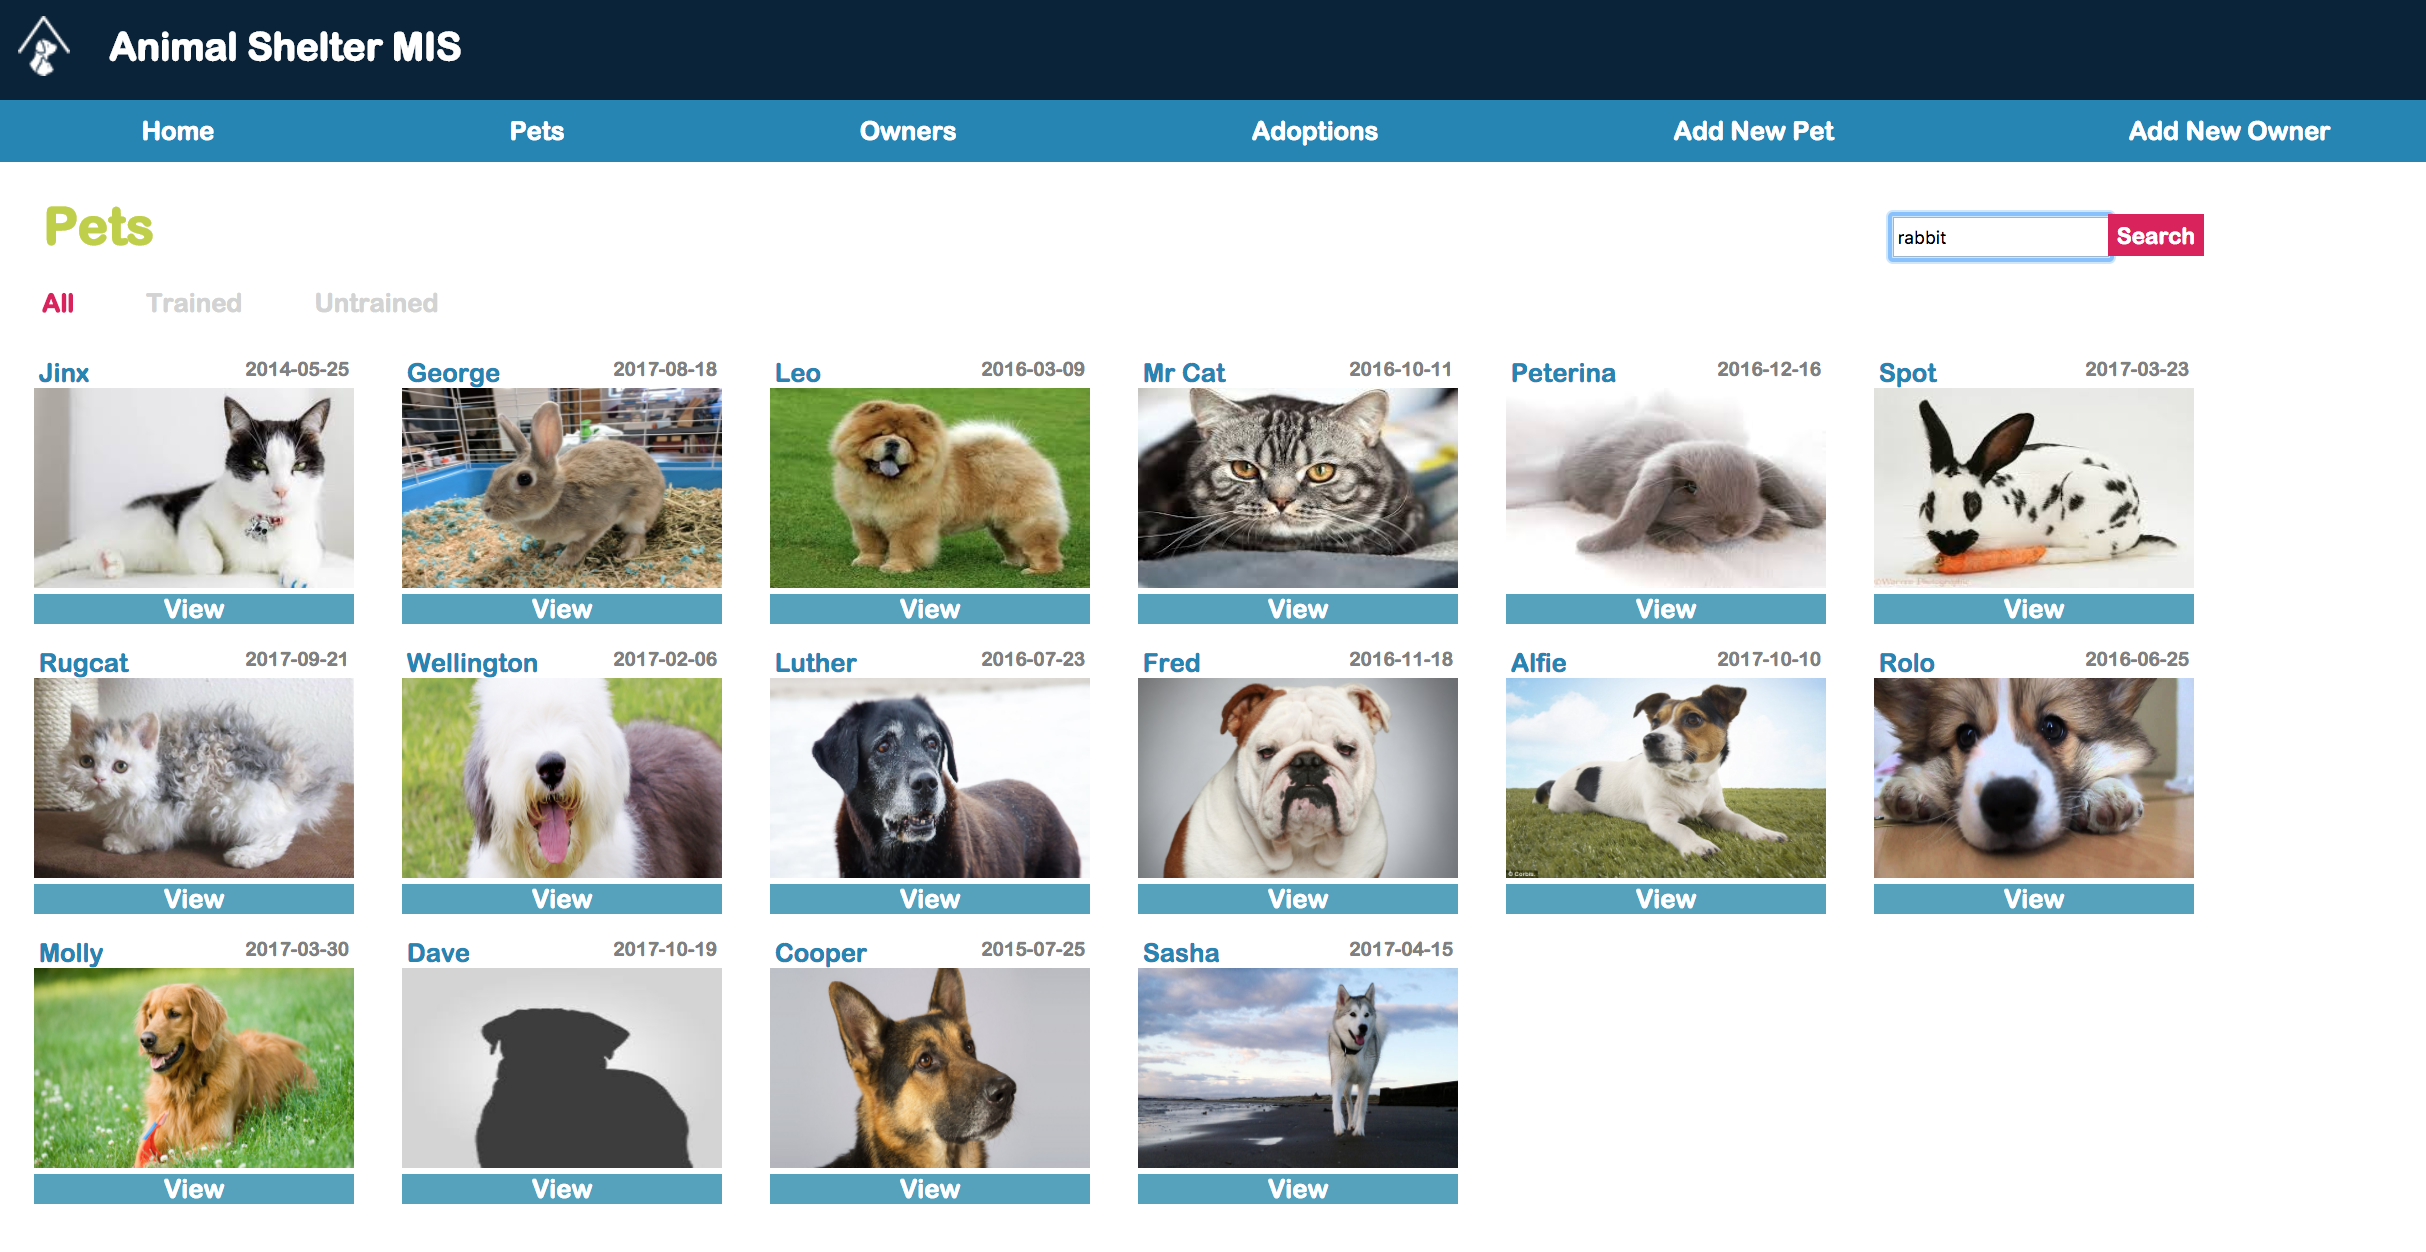 Animal Shelter MIS
Home Pets Owners Adoptions Add New Pet Add New Owner
Pets
rabbit Search
All Trained Untrained
Jinx 2014-05-25 George 2017-08-18 Leo 2016-03-09 Mr Cat 2016-10-11 Peterina 2016-12-16 Spot 2017-03-23
©Warren Photographic
View View View View View View
Rugcat 2017-09-21 Wellington 2017-02-06 Luther 2016-07-23 Fred 2016-11-18 Alfie 2017-10-10 Rolo 2016-06-25
© Corbis
View View View View View View
Molly 2017-03-30 Dave 2017-10-19 Cooper 2015-07-25 Sasha 2017-04-15
View View View View